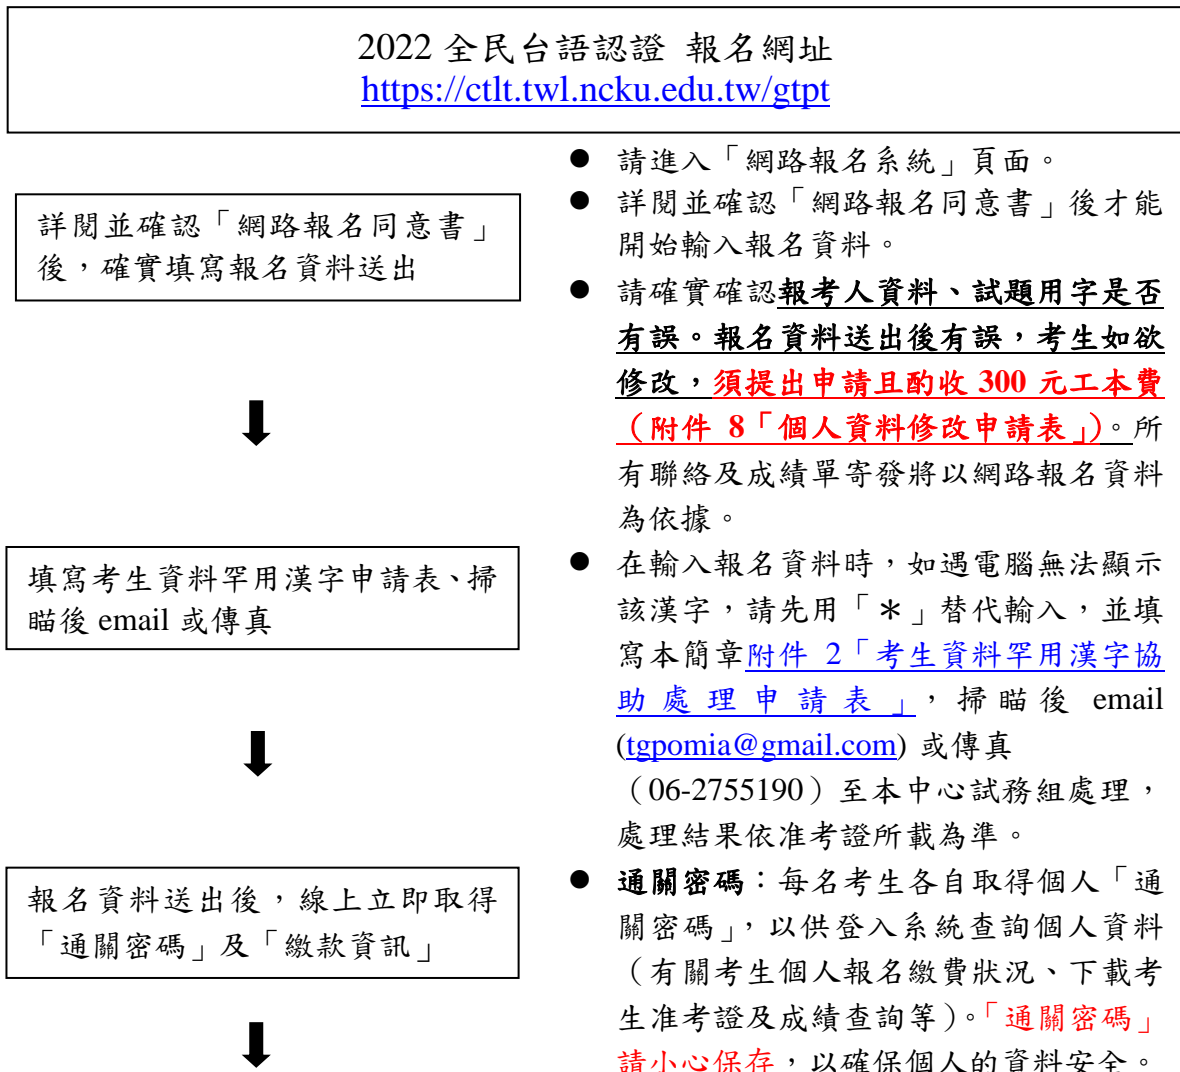 2022 全民台語認證 報名網址
https://ctlt.twl.ncku.edu.tw/gtpt
詳閱並確認「網路報名同意書」
後，確實填寫報名資料送出
● 請進入「網路報名系統」頁面。
● 詳閱並確認「網路報名同意書」後才能
開始輸入報名資料。
● 請確實確認報考人資料、試題用字是否
有誤。報名資料送出後有誤，考生如欲
修改，須提出申請且酌收 300 元工本費
（附件 8「個人資料修改申請表」）。所
有聯絡及成績單寄發將以網路報名資料
為依據。
填寫考生資料罕用漢字申請表、掃
瞄後 email 或傳真
● 在輸入報名資料時，如遇電腦無法顯示
該漢字，請先用「＊」替代輸入，並填
寫本簡章附件 2「考生資料罕用漢字協
助處理申請表」，掃瞄後 email
(tgpomia@gmail.com) 或傳真
（06-2755190）至本中心試務組處理，
處理結果依准考證所載為準。
報名資料送出後，線上立即取得
「通關密碼」及「繳款資訊」
● 通關密碼：每名考生各自取得個人「通
關密碼」，以供登入系統查詢個人資料
（有關考生個人報名繳費狀況、下載考
生准考證及成績查詢等）。「通關密碼」
請小心保存，以確保個人的資料安全。